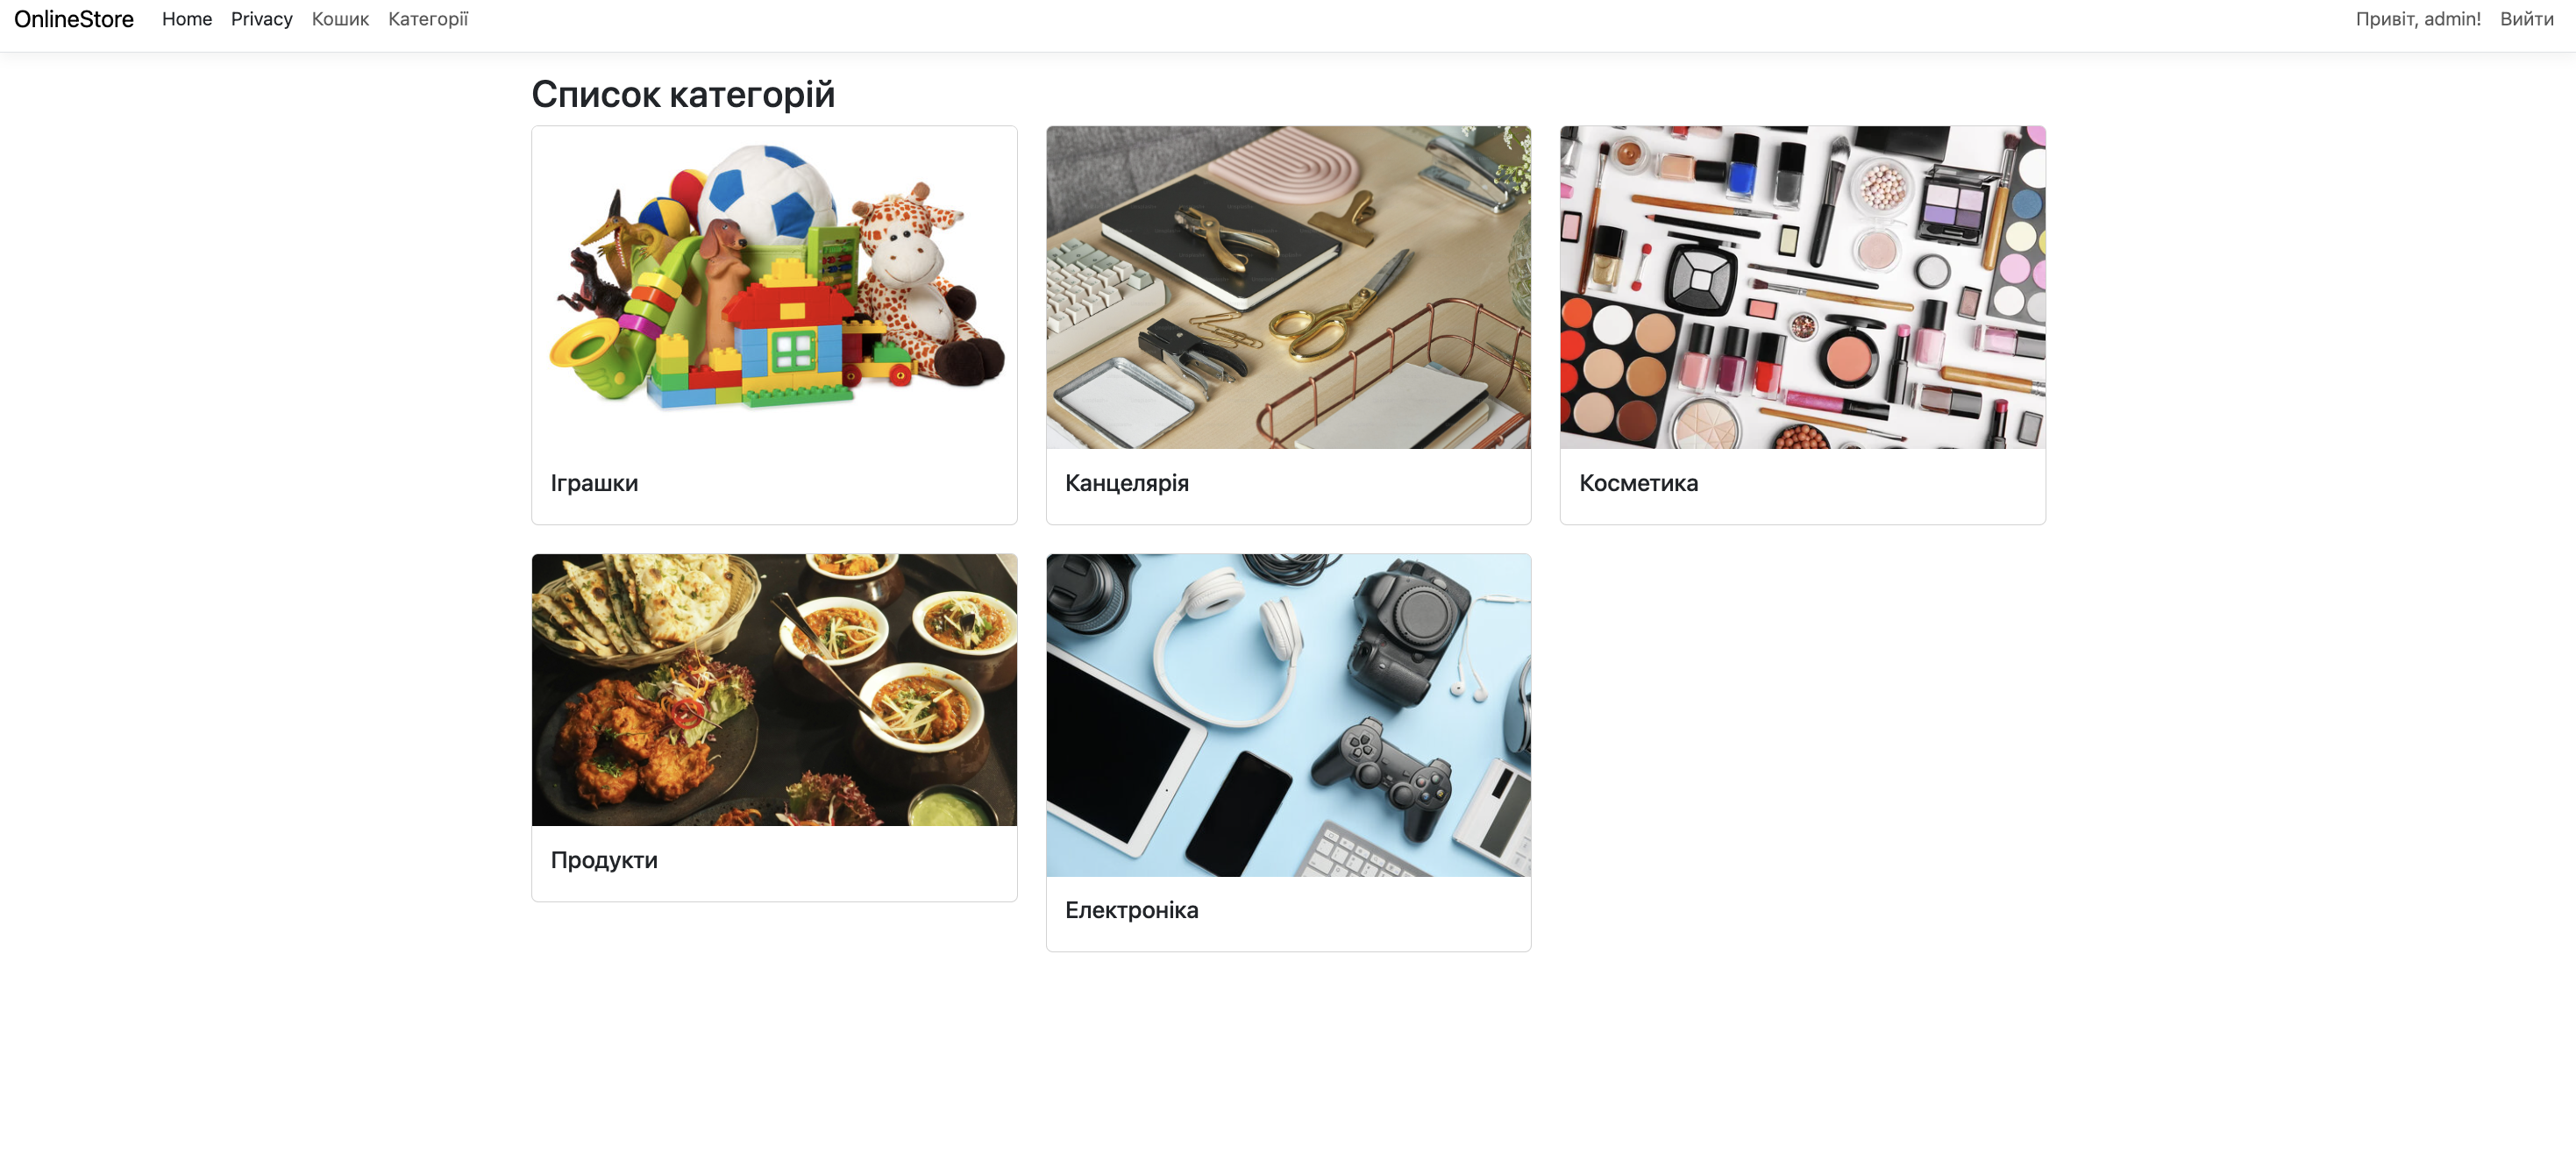 OnlineStore Home Privacy Кошик Категорії Привіт, admin! Вийти
Список категорій
Іграшки
Канцелярія
Косметика
Продукти
Електроніка